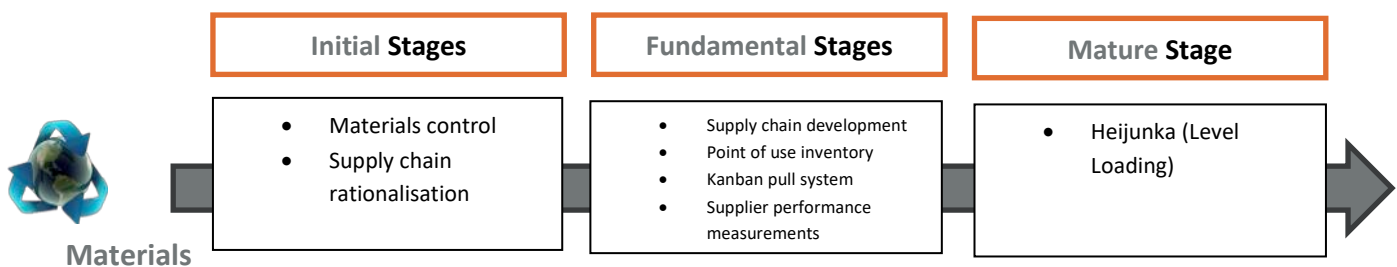 Initial Stages
Fundamental Stages
Mature Stage
• Materials control
• Supply chain
rationalisation
• Supply chain development
• Point of use inventory
• Kanban pull system
• Supplier performance
measurements
• Heijunka (Level
Loading)
Materials